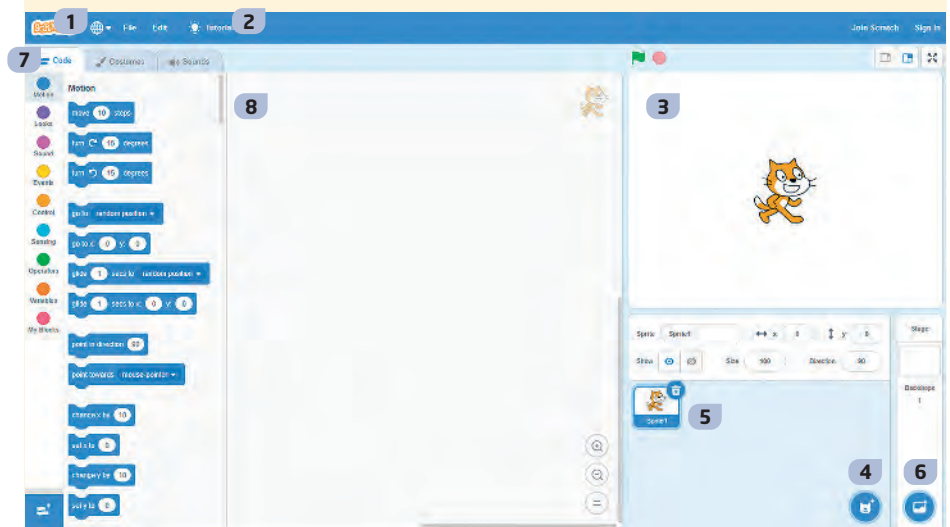 1
2
File Edit Tutorials
Join Scratch Sign in
7 Code Costumes Sounds
Motion
Looks
Sound
Events
Control
Sensing
Operators
Variables
My Blocks
Motion
move 10 steps
turn 15 degrees
turn 15 degrees
go to random position
go to x: 0 y: 0
glide 1 secs to random position
glide 1 secs to x: 0 y: 0
point in direction 90
point towards mouse-pointer
change x by 10
set x to 0
change y by 10
set y to 0
8
3
Sprite Sprite1 x 0 y 0
Show Size 100 Direction 90
Sprite1
5
4
Stage
Backdrops
1
6